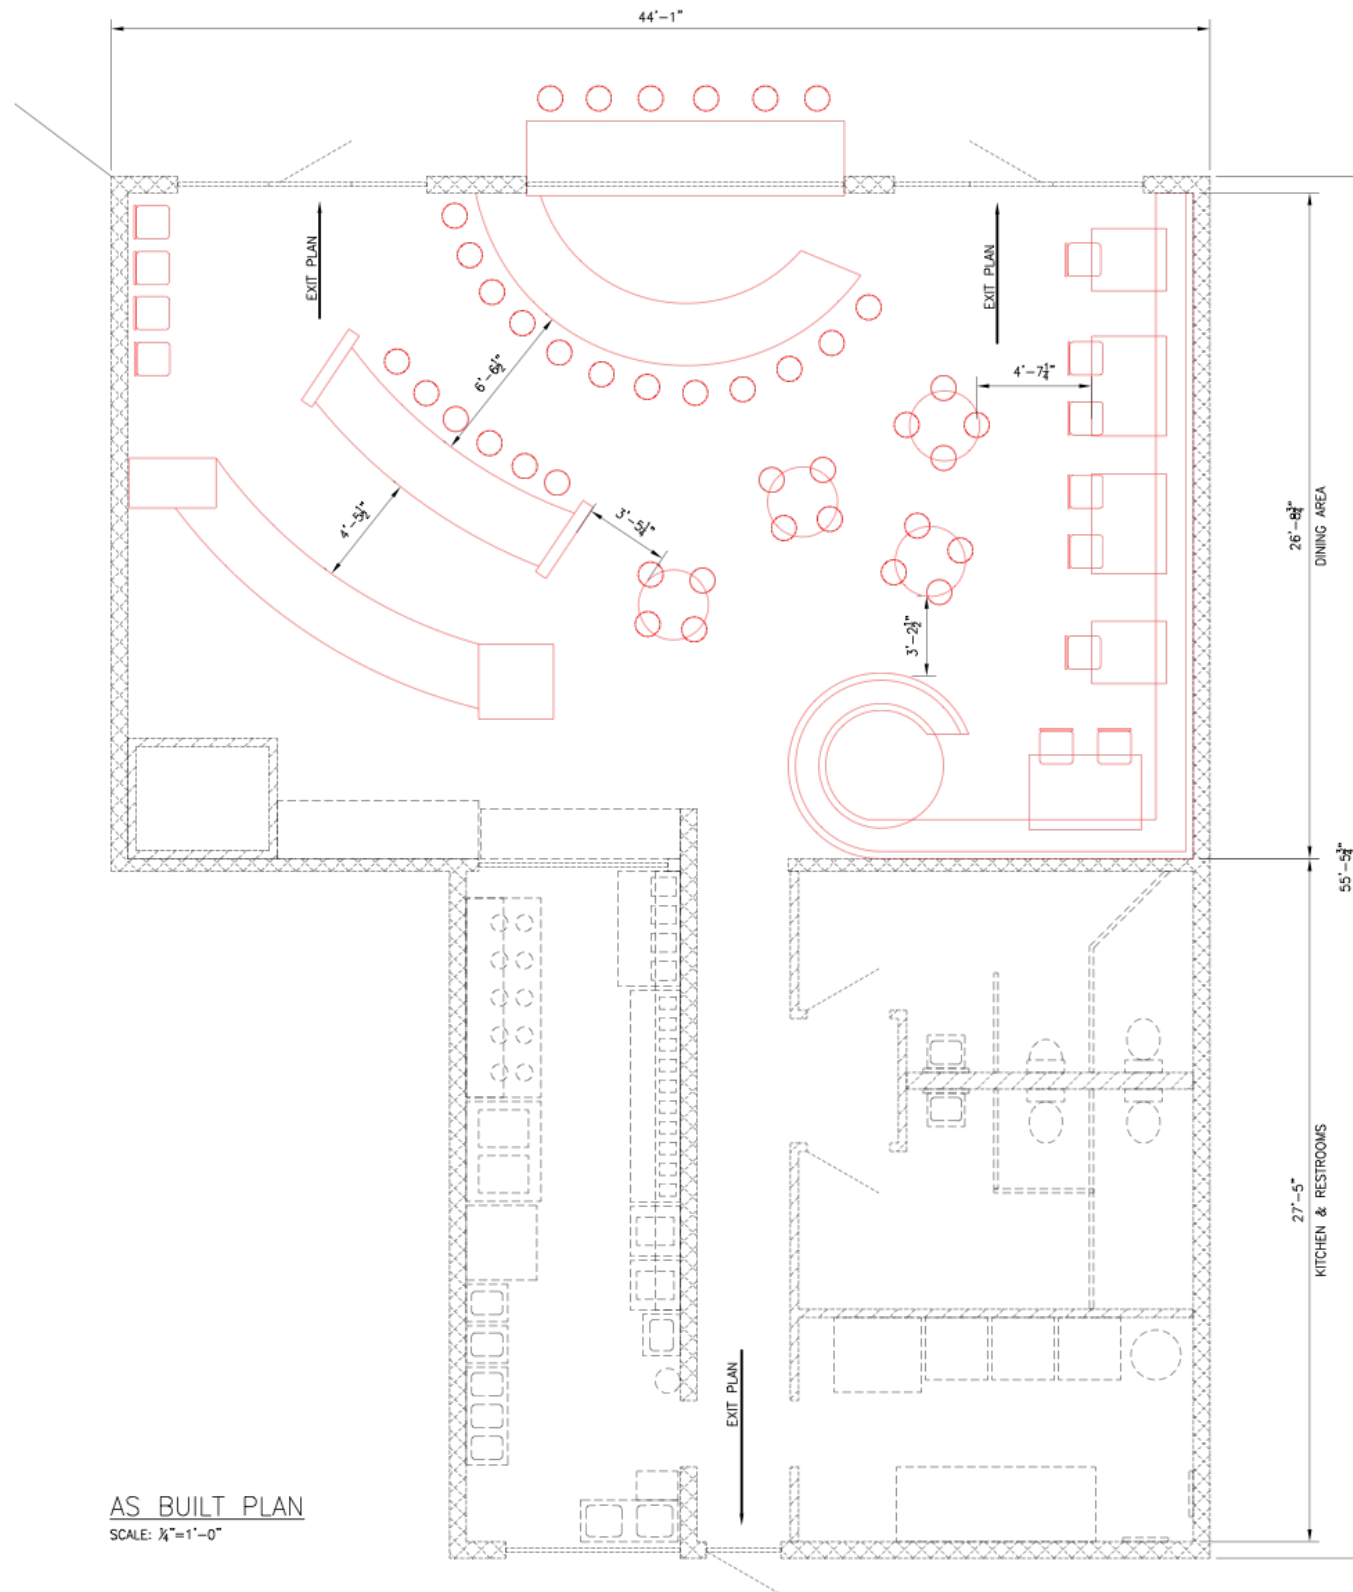 44'-1"
EXIT PLAN
EXIT PLAN
6'-6½"
4'-7¼"
4'-5½"
3'-5¼"
3'-2½"
26'-8¾"
DINING AREA
55'-5¾"
27'-5"
KITCHEN & RESTROOMS
EXIT PLAN
AS BUILT PLAN
SCALE: ¼"=1'-0"